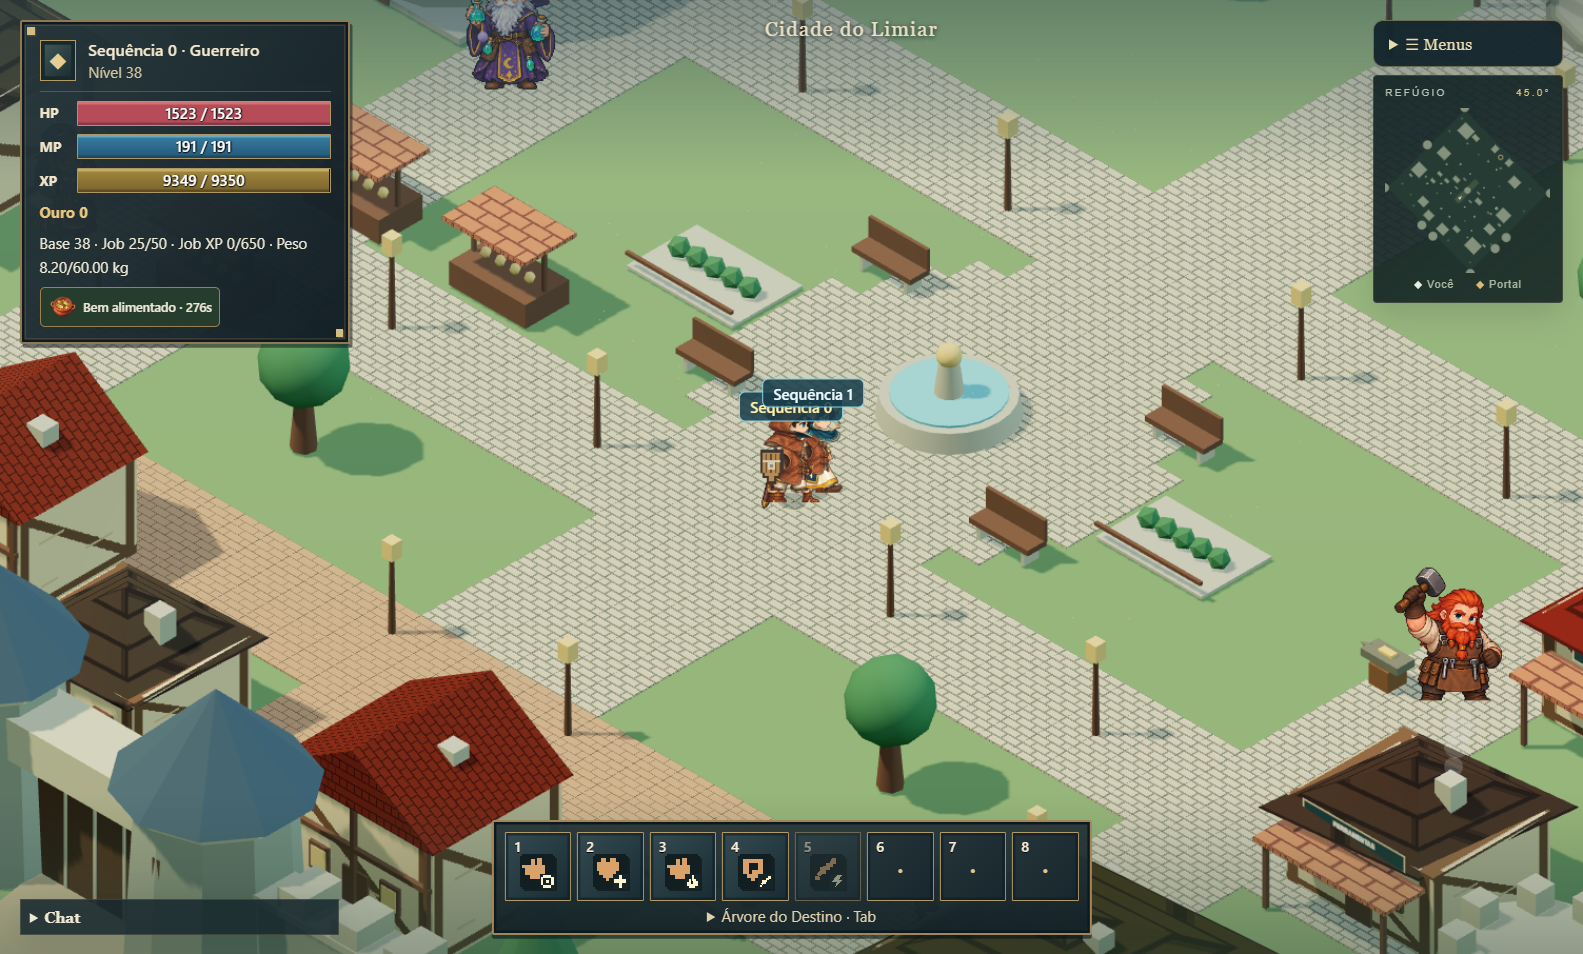 Cidade do Limiar
Sequência 0 · Guerreiro
Nível 38
HP 1523 / 1523
MP 191 / 191
XP 9349 / 9350
Ouro 0
Base 38 · Job 25/50 · Job XP 0/650 · Peso
8.20/60.00 kg
Bem alimentado · 276s
☰ Menus
REFÚGIO 45.0°
Você Portal
Sequência 1
Sequência 0
1 2 3 4 5 6 7 8
Árvore do Destino · Tab
Chat